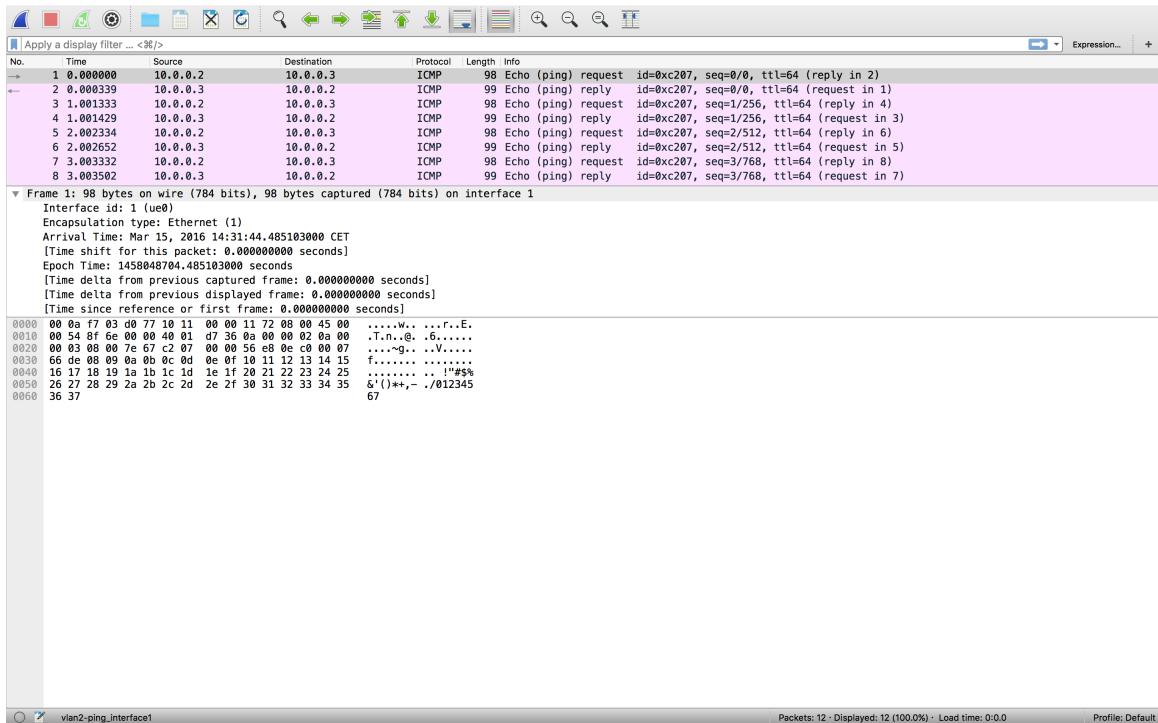 Apply a display filter ... <⌘/>
Expression... +
No. Time Source Destination Protocol Length Info
1 0.000000 10.0.0.2 10.0.0.3 ICMP 98 Echo (ping) request id=0xc207, seq=0/0, ttl=64 (reply in 2)
2 0.000339 10.0.0.3 10.0.0.2 ICMP 99 Echo (ping) reply id=0xc207, seq=0/0, ttl=64 (request in 1)
3 1.001333 10.0.0.2 10.0.0.3 ICMP 98 Echo (ping) request id=0xc207, seq=1/256, ttl=64 (reply in 4)
4 1.001429 10.0.0.3 10.0.0.2 ICMP 99 Echo (ping) reply id=0xc207, seq=1/256, ttl=64 (request in 3)
5 2.002334 10.0.0.2 10.0.0.3 ICMP 98 Echo (ping) request id=0xc207, seq=2/512, ttl=64 (reply in 6)
6 2.002652 10.0.0.3 10.0.0.2 ICMP 99 Echo (ping) reply id=0xc207, seq=2/512, ttl=64 (request in 5)
7 3.003332 10.0.0.2 10.0.0.3 ICMP 98 Echo (ping) request id=0xc207, seq=3/768, ttl=64 (reply in 8)
8 3.003502 10.0.0.3 10.0.0.2 ICMP 99 Echo (ping) reply id=0xc207, seq=3/768, ttl=64 (request in 7)
Frame 1: 98 bytes on wire (784 bits), 98 bytes captured (784 bits) on interface 1
Interface id: 1 (ue0)
Encapsulation type: Ethernet (1)
Arrival Time: Mar 15, 2016 14:31:44.485103000 CET
[Time shift for this packet: 0.000000000 seconds]
Epoch Time: 1458048704.485103000 seconds
[Time delta from previous captured frame: 0.000000000 seconds]
[Time delta from previous displayed frame: 0.000000000 seconds]
[Time since reference or first frame: 0.000000000 seconds]
0000 00 0a f7 03 d0 77 10 11 00 00 11 72 08 00 45 00 .....w.. ...r..E.
0010 00 54 8f 6e 00 00 40 01 d7 36 0a 00 00 02 0a 00 .T.n..@. .6......
0020 00 03 08 00 7e 67 c2 07 00 00 56 e8 0e c0 00 07 ....~g.. ..V.....
0030 66 de 08 09 0a 0b 0c 0d 0e 0f 10 11 12 13 14 15 f....... ........
0040 16 17 18 19 1a 1b 1c 1d 1e 1f 20 21 22 23 24 25 ........ .. !"#$%
0050 26 27 28 29 2a 2b 2c 2d 2e 2f 30 31 32 33 34 35 &'()*+,- ./012345
0060 36 37 67
vlan2-ping_interface1
Packets: 12 · Displayed: 12 (100.0%) · Load time: 0:0.0
Profile: Default